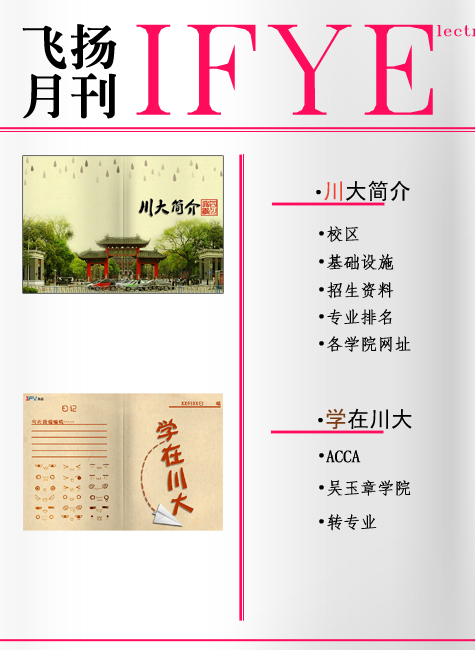 飞扬
月刊
IFYE
lectr
川大简介
川大简介
·校区
·基础设施
·招生资料
·专业排名
·各学院网址
日记
学在川大
·学在川大
·ACCA
·吴玉章学院
·转专业